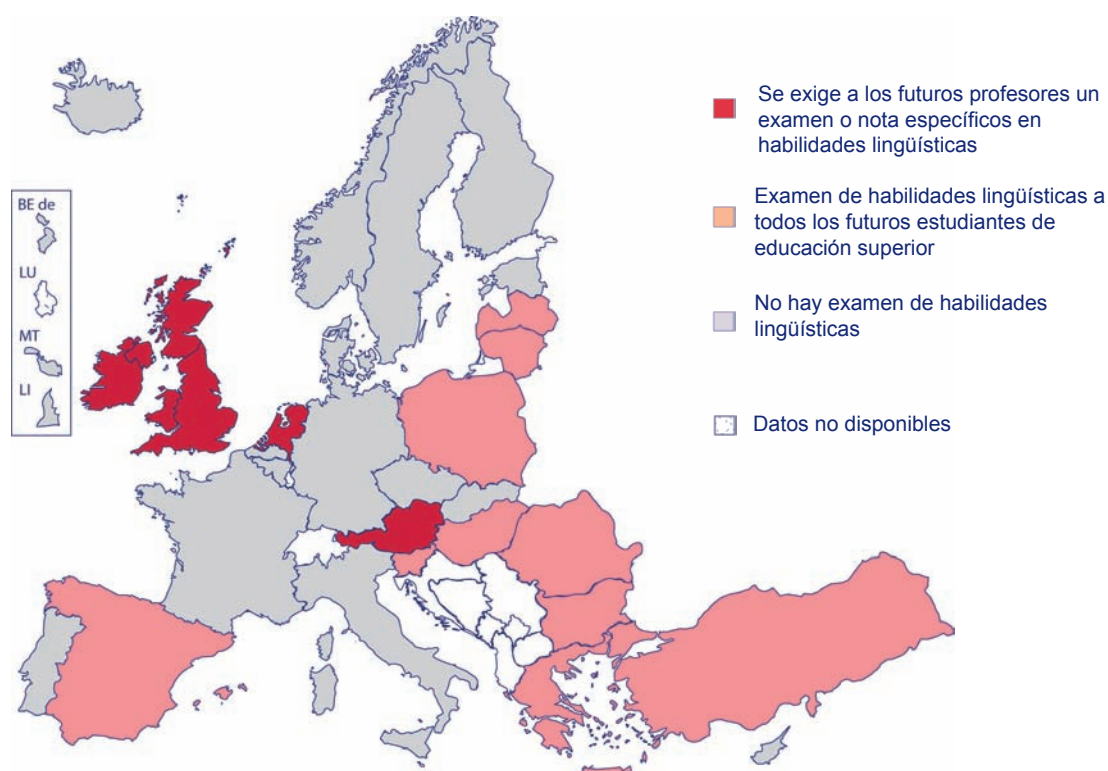 Se exige a los futuros profesores un
examen o nota específicos en
habilidades lingüísticas
Examen de habilidades lingüísticas a
todos los futuros estudiantes de
educación superior
No hay examen de habilidades
lingüísticas
Datos no disponibles
BE de
LU
MT
LI